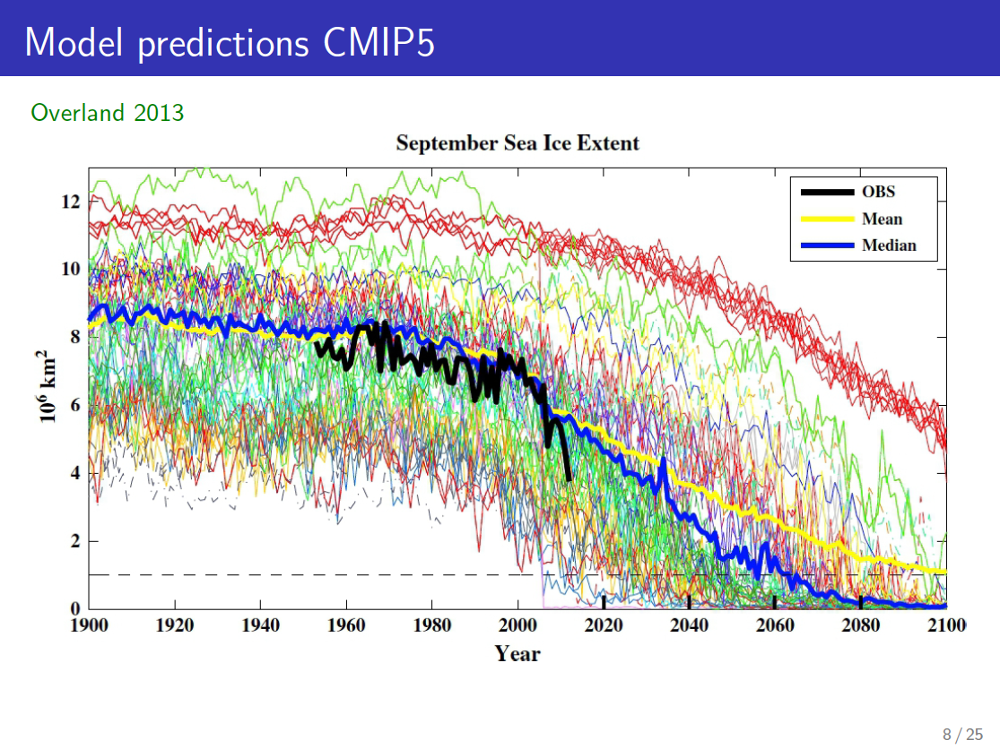 Model predictions CMIP5
Overland 2013
September Sea Ice Extent
OBS
Mean
Median
12
10
8
6
4
2
0
10⁶ km²
1900 1920 1940 1960 1980 2000 2020 2040 2060 2080 2100
Year
8 / 25